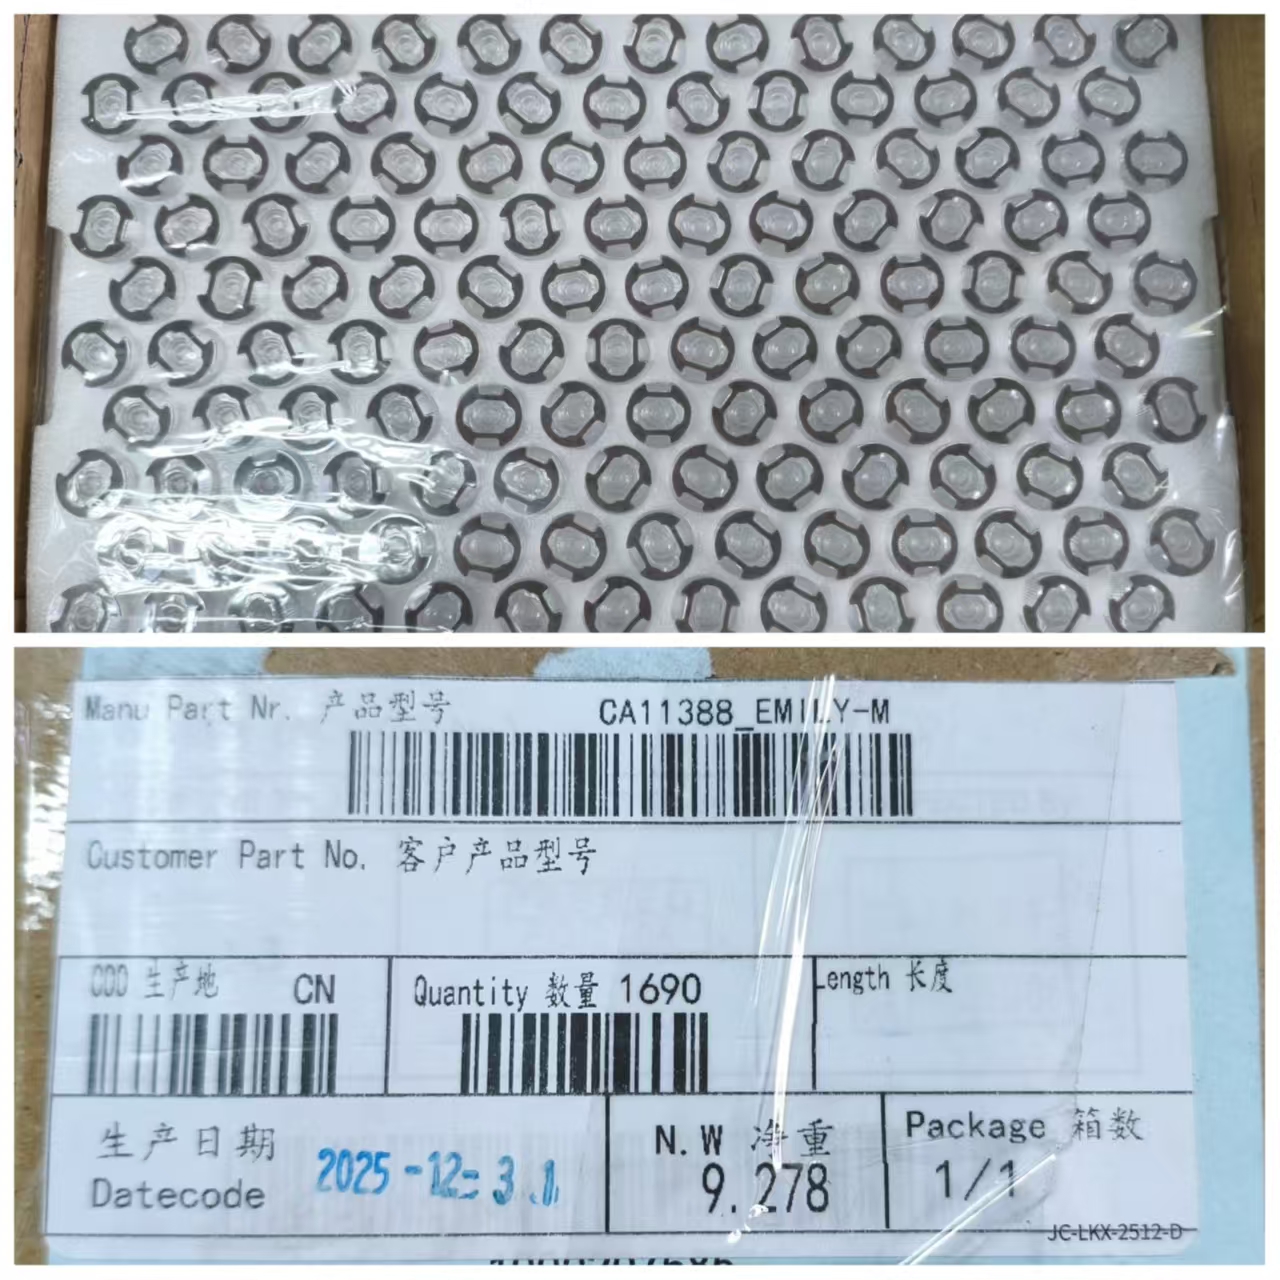 Manu Part Nr. 产品型号 CA11388_EMILY-M
Customer Part No. 客户产品型号
COO 生产地 CN
Quantity 数量 1690
Length 长度
生产日期
Datecode 2025-12-31
N.W 净重
9.278
Package 箱数
1/1
JC-LKX-2512-D